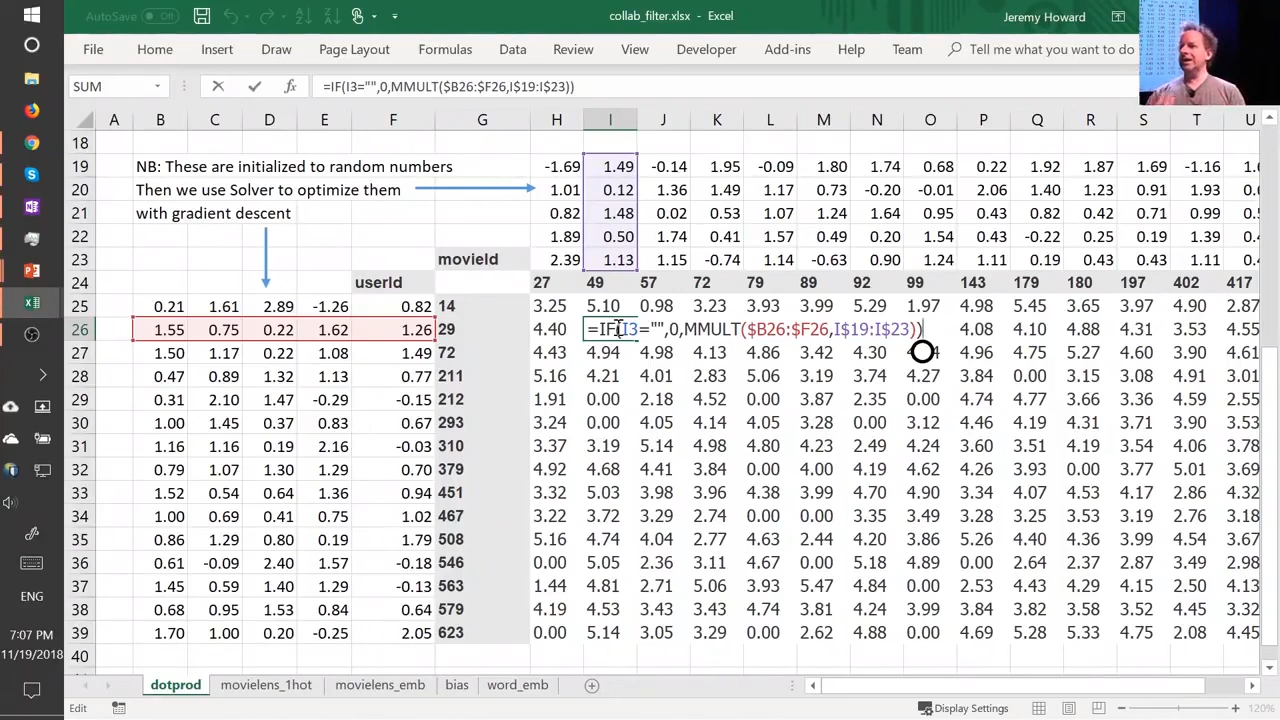 AutoSave Off
collab_filter.xlsx - Excel
Jeremy Howard
File Home Insert Draw Page Layout Formulas Data Review View Developer Add-ins Help Team Tell me what you want to do
SUM =IF(I3="",0,MMULT($B26:$F26,I$19:I$23))
A B C D E F G H I J K L M N O P Q R S T U
18
19 NB: These are initialized to random numbers -1.69 1.49 -0.14 1.95 -0.09 1.80 1.74 0.68 0.22 1.92 1.87 1.69 -1.16
20 Then we use Solver to optimize them 1.01 0.12 1.36 1.49 1.17 0.73 -0.20 -0.01 2.06 1.40 1.23 0.91 1.93
21 with gradient descent 0.82 1.48 0.02 0.53 1.07 1.24 1.64 0.95 0.43 0.82 0.42 0.71 0.99
22 1.89 0.50 1.74 0.41 1.57 0.49 0.20 1.54 0.43 -0.22 0.25 0.19 1.39
23 movieId 2.39 1.13 1.15 -0.74 1.14 -0.63 0.90 1.24 1.11 0.19 0.43 0.43 1.11
24 userId 27 49 57 72 79 89 92 99 143 179 180 197 402 417
25 0.21 1.61 2.89 -1.26 0.82 14 3.25 5.10 0.98 3.23 3.93 3.99 5.29 1.97 4.98 5.45 3.65 3.97 4.90 2.87
26 1.55 0.75 0.22 1.62 1.26 29 4.40 =IF(I3="",0,MMULT($B26:$F26,I$19:I$23)) 4.08 4.10 4.88 4.31 3.53 4.55
27 1.50 1.17 0.22 1.08 1.49 72 4.43 4.94 4.98 4.13 4.86 3.42 4.30 4.96 4.75 5.27 4.60 3.90 4.61
28 0.47 0.89 1.32 1.13 0.77 211 5.16 4.21 4.01 2.83 5.06 3.19 3.74 4.27 3.84 0.00 3.15 3.08 4.91 3.01
29 0.31 2.10 1.47 -0.29 -0.15 212 1.91 0.00 2.18 4.52 0.00 3.87 2.35 0.00 4.74 4.77 3.66 3.36 4.59 2.55
30 1.00 1.45 0.37 0.83 0.67 293 3.24 0.00 4.05 4.14 4.05 3.28 0.00 3.12 4.46 4.19 4.31 3.71 3.90 3.53
31 1.16 1.16 0.19 2.16 -0.03 310 3.37 3.19 5.14 4.98 4.80 4.23 2.49 4.24 3.60 3.51 4.19 3.54 4.06 3.78
32 0.79 1.07 1.30 1.29 0.70 379 4.92 4.68 4.41 3.84 0.00 4.00 4.19 4.62 4.26 3.93 0.00 3.77 5.01 3.69
33 1.52 0.54 0.64 1.36 0.94 451 3.32 5.03 3.98 3.96 4.38 3.99 4.70 4.90 3.34 4.07 4.53 4.17 2.86 4.32
34 1.00 0.69 0.41 0.75 1.02 467 3.22 3.72 3.29 2.74 0.00 0.00 3.35 3.49 3.28 3.25 3.19 2.76 3.18
35 0.86 1.29 0.80 0.19 1.79 508 5.16 4.74 4.04 2.77 4.63 2.44 4.20 3.86 5.26 4.40 4.36 3.99 4.54 3.67
36 0.61 -0.09 2.40 1.57 -0.18 546 0.00 5.05 2.36 3.11 4.67 0.00 5.18 4.89 0.00 2.64 2.37 2.87 3.49 2.98
37 1.45 0.59 1.40 1.29 -0.13 563 1.44 4.81 2.71 5.06 3.93 5.47 4.84 0.00 2.53 4.43 4.29 4.15 2.50 4.13
38 0.68 0.95 1.53 0.84 0.64 579 4.19 4.53 3.43 3.43 4.74 3.81 4.24 3.99 3.84 3.82 3.58 3.52 4.45 3.32
39 1.70 1.00 0.20 -0.25 2.05 623 0.00 5.14 3.05 3.29 0.00 2.62 4.88 0.00 4.69 5.28 5.33 4.75 2.08 4.45
40
ENG
7:07 PM
11/19/2018
dotprod movielens_1hot movielens_emb bias word_emb
Edit Display Settings 120%